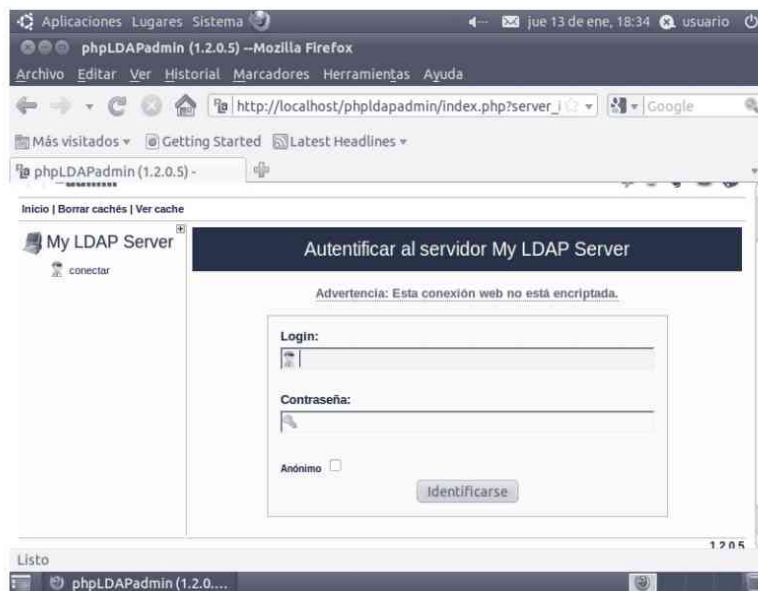 Aplicaciones Lugares Sistema jue 13 de ene, 18:34 usuario
phpLDAPadmin (1.2.0.5) --Mozilla Firefox
Archivo Editar Ver Historial Marcadores Herramientas Ayuda
http://localhost/phpldapadmin/index.php?server_i Google
Más visitados Getting Started Latest Headlines
phpLDAPadmin (1.2.0.5) -
Inicio | Borrar cachés | Ver cache
My LDAP Server
conectar
Autentificar al servidor My LDAP Server
Advertencia: Esta conexión web no está encriptada.
Login:
Contraseña:
Anónimo
Identificarse
1.2.0.5
Listo
phpLDAPadmin (1.2.0....